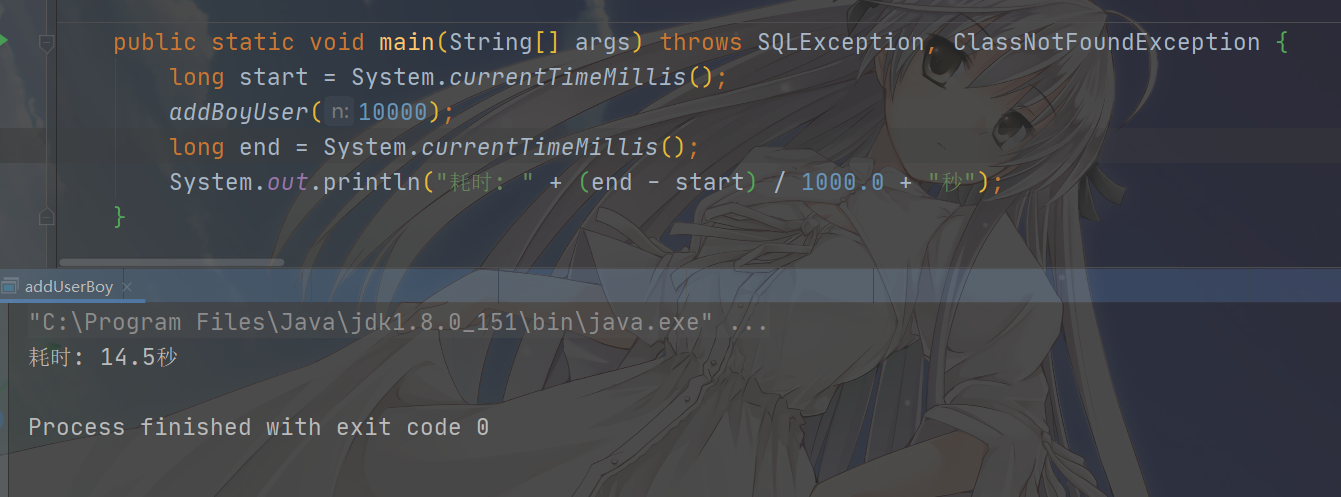 public static void main(String[] args) throws SQLException, ClassNotFoundException {
long start = System.currentTimeMillis();
addBoyUser( n: 10000);
long end = System.currentTimeMillis();
System.out.println("耗时: " + (end - start) / 1000.0 + "秒");
}
addUserBoy ×
"C:\Program Files\Java\jdk1.8.0_151\bin\java.exe" ...
耗时: 14.5秒
Process finished with exit code 0